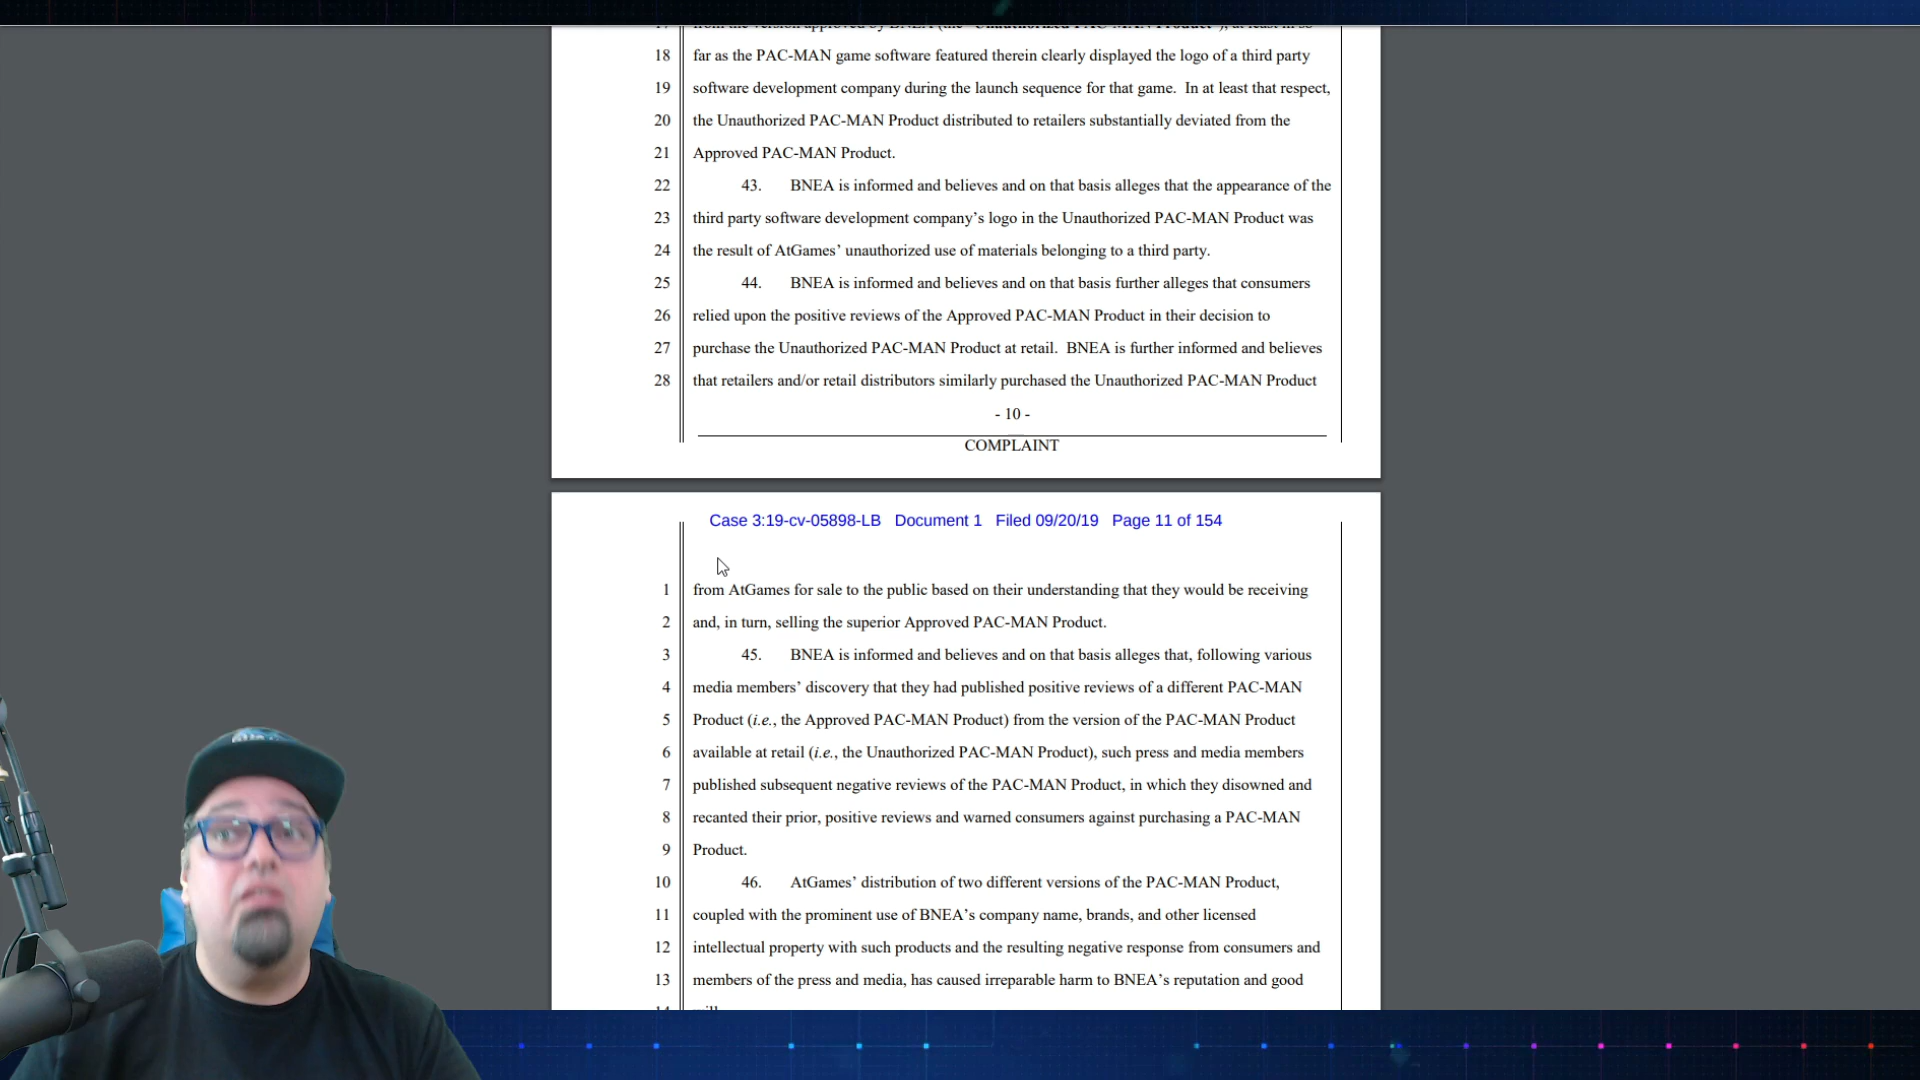 18 far as the PAC-MAN game software featured therein clearly displayed the logo of a third party
19 software development company during the launch sequence for that game.  In at least that respect,
20 the Unauthorized PAC-MAN Product distributed to retailers substantially deviated from the
21 Approved PAC-MAN Product.
22 43. BNEA is informed and believes and on that basis alleges that the appearance of the
23 third party software development company’s logo in the Unauthorized PAC-MAN Product was
24 the result of AtGames’ unauthorized use of materials belonging to a third party.
25 44. BNEA is informed and believes and on that basis further alleges that consumers
26 relied upon the positive reviews of the Approved PAC-MAN Product in their decision to
27 purchase the Unauthorized PAC-MAN Product at retail.  BNEA is further informed and believes
28 that retailers and/or retail distributors similarly purchased the Unauthorized PAC-MAN Product
- 10 -
COMPLAINT
Case 3:19-cv-05898-LB Document 1 Filed 09/20/19 Page 11 of 154
1 from AtGames for sale to the public based on their understanding that they would be receiving
2 and, in turn, selling the superior Approved PAC-MAN Product.
3 45. BNEA is informed and believes and on that basis alleges that, following various
4 media members’ discovery that they had published positive reviews of a different PAC-MAN
5 Product (i.e., the Approved PAC-MAN Product) from the version of the PAC-MAN Product
6 available at retail (i.e., the Unauthorized PAC-MAN Product), such press and media members
7 published subsequent negative reviews of the PAC-MAN Product, in which they disowned and
8 recanted their prior, positive reviews and warned consumers against purchasing a PAC-MAN
9 Product.
10 46. AtGames’ distribution of two different versions of the PAC-MAN Product,
11 coupled with the prominent use of BNEA’s company name, brands, and other licensed
12 intellectual property with such products and the resulting negative response from consumers and
13 members of the press and media, has caused irreparable harm to BNEA’s reputation and good